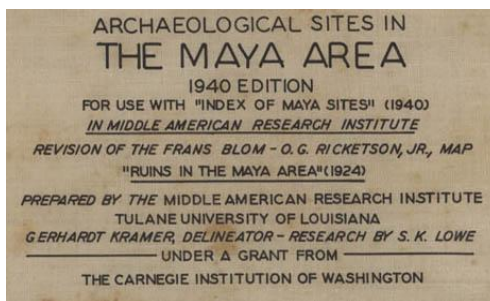 ARCHAEOLOGICAL SITES IN
THE MAYA AREA
1940 EDITION
FOR USE WITH "INDEX OF MAYA SITES" (1940)
IN MIDDLE AMERICAN RESEARCH INSTITUTE
REVISION OF THE FRANS BLOM - O.G. RICKETSON, JR., MAP
"RUINS IN THE MAYA AREA" (1924)
PREPARED BY THE MIDDLE AMERICAN RESEARCH INSTITUTE
TULANE UNIVERSITY OF LOUISIANA
GERHARDT KRAMER, DELINEATOR - RESEARCH BY S. K. LOWE
UNDER A GRANT FROM
THE CARNEGIE INSTITUTION OF WASHINGTON